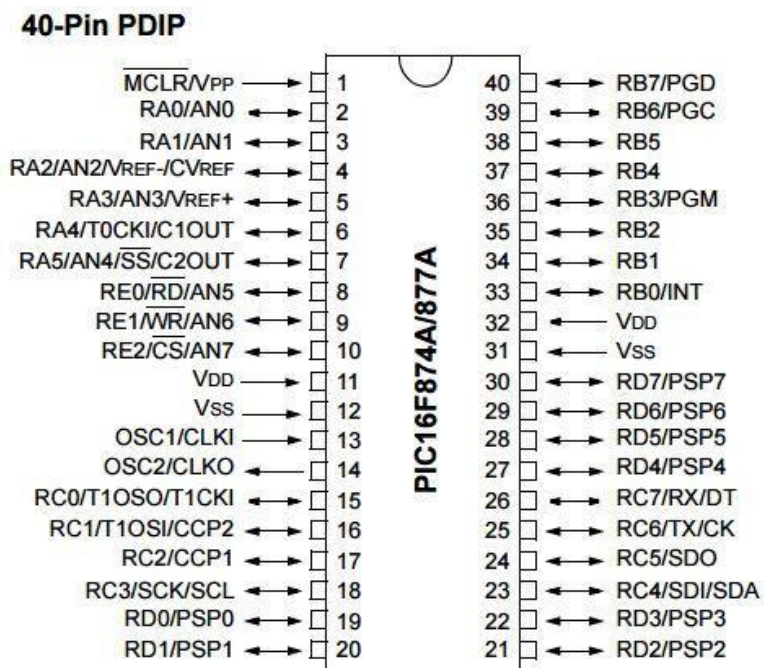 40-Pin PDIP
MCLR/VPP 1 40 RB7/PGD
RA0/AN0 2 39 RB6/PGC
RA1/AN1 3 38 RB5
RA2/AN2/VREF-/CVREF 4 37 RB4
RA3/AN3/VREF+ 5 36 RB3/PGM
RA4/T0CKI/C1OUT 6 35 RB2
RA5/AN4/SS/C2OUT 7 34 RB1
RE0/RD/AN5 8 33 RB0/INT
RE1/WR/AN6 9 32 VDD
RE2/CS/AN7 10 31 VSS
VDD 11 30 RD7/PSP7
VSS 12 29 RD6/PSP6
OSC1/CLKI 13 28 RD5/PSP5
OSC2/CLKO 14 27 RD4/PSP4
RC0/T1OSO/T1CKI 15 26 RC7/RX/DT
RC1/T1OSI/CCP2 16 25 RC6/TX/CK
RC2/CCP1 17 24 RC5/SDO
RC3/SCK/SCL 18 23 RC4/SDI/SDA
RD0/PSP0 19 22 RD3/PSP3
RD1/PSP1 20 21 RD2/PSP2
PIC16F874A/877A